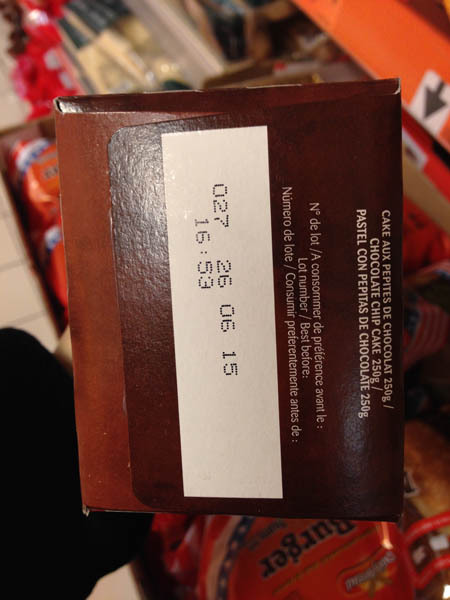 CAKE AUX PEPITES DE CHOCOLAT 250g /
CHOCOLATE CHIP CAKE 250g /
PASTEL CON PEPITAS DE CHOCOLATE 250g
N° de lot / A consommer de préférence avant le :
Lot number / Best before:
Número de lote / Consumir preferentemente antes de :
027 26 06 15
16:53
Burger